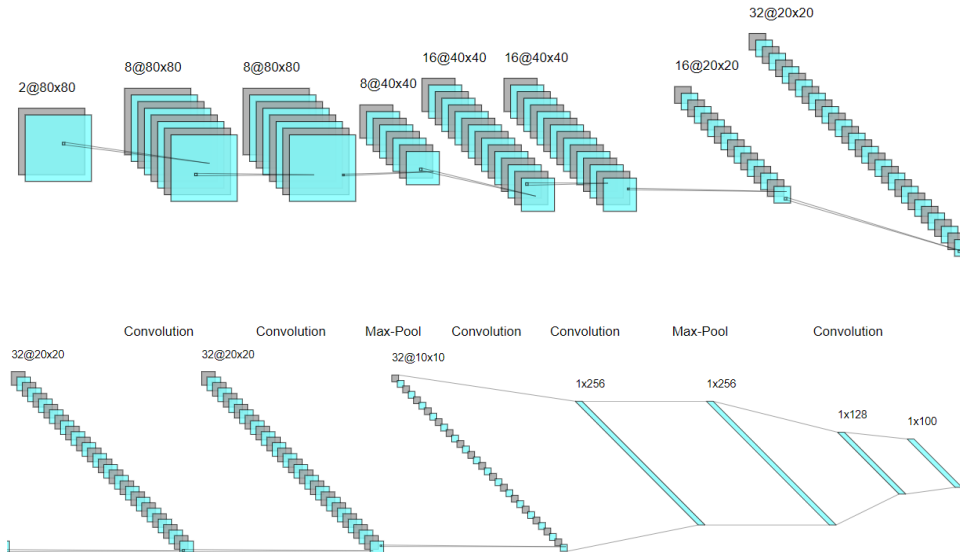 32@20x20
16@40x40 16@40x40
8@80x80 8@80x80
16@20x20
8@40x40
2@80x80
Convolution Convolution Max-Pool Convolution Convolution Max-Pool Convolution
32@20x20 32@20x20 32@10x10
1x256 1x256
1x128 1x100